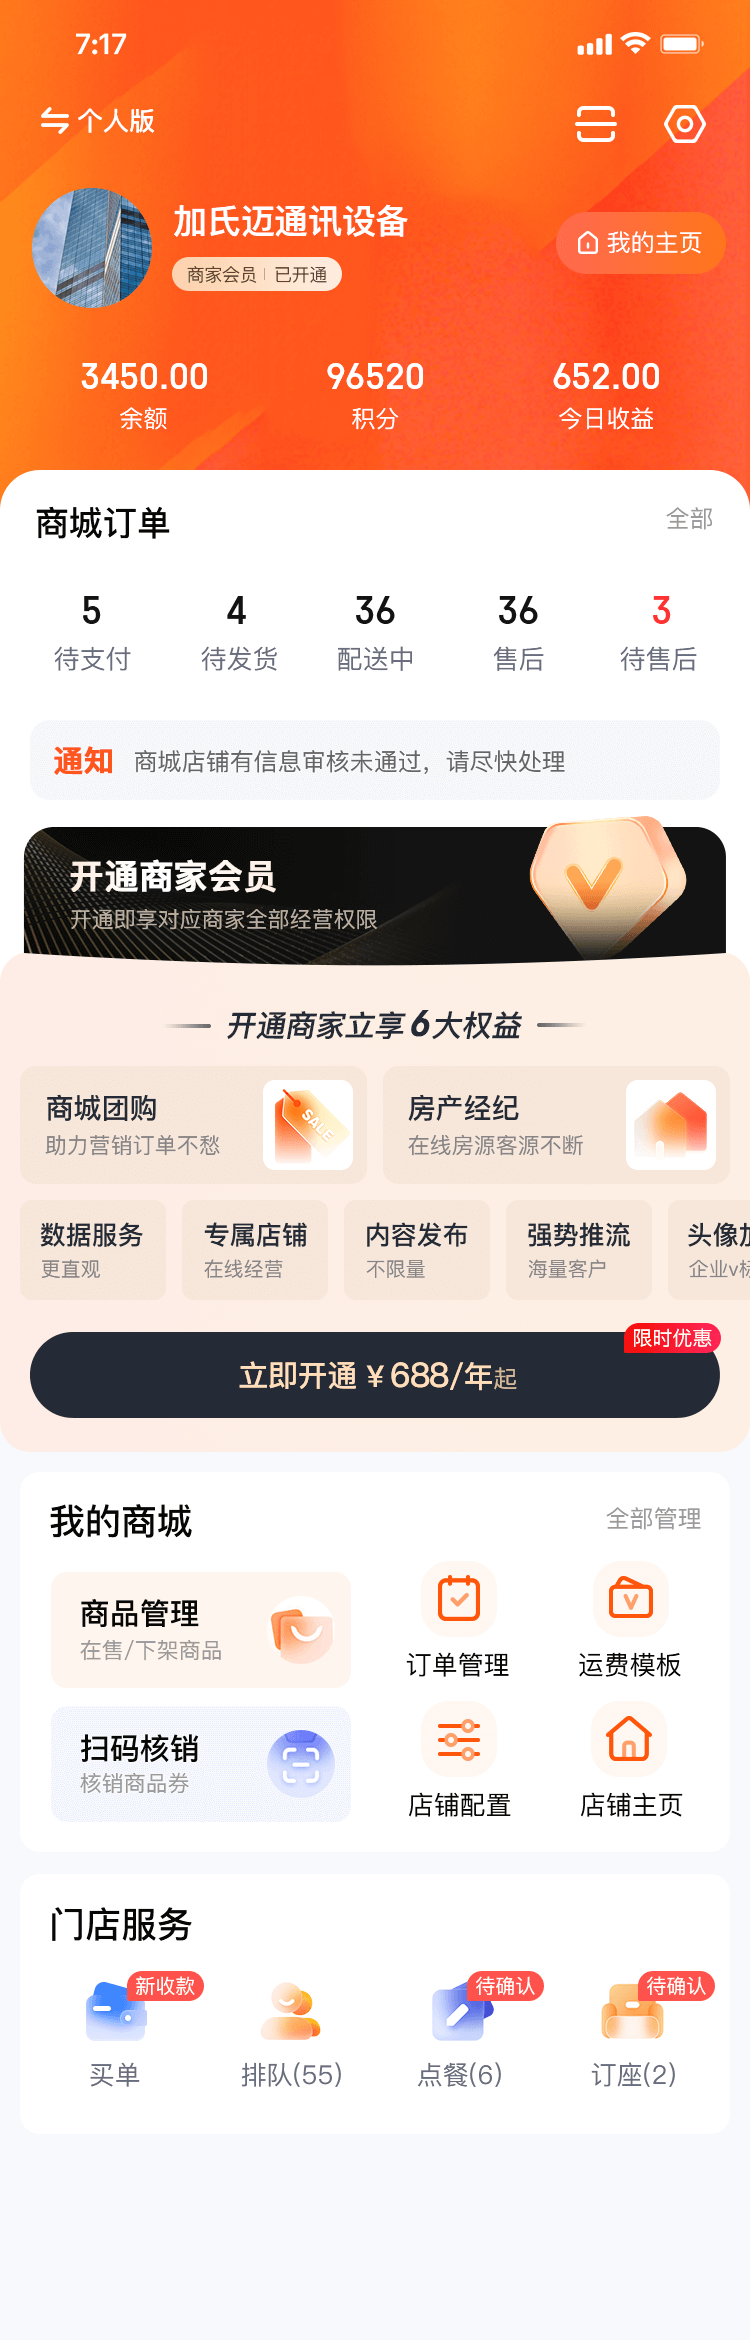 7:17
个人版
加氏迈通讯设备
商家会员 已开通
我的主页
3450.00 96520 652.00
余额 积分 今日收益
商城订单 全部
5 4 36 36 3
待支付 待发货 配送中 售后 待售后
通知 商城店铺有信息审核未通过，请尽快处理
开通商家会员
开通即享对应商家全部经营权限
开通商家立享6大权益
商城团购 房产经纪
助力营销订单不愁 在线房源客源不断
SALE
数据服务 专属店铺 内容发布 强势推流 头像加
更直观 在线经营 不限量 海量客户 企业v标
限时优惠
立即开通 ¥688/年起
我的商城 全部管理
商品管理
在售/下架商品
订单管理 运费模板
扫码核销
核销商品券
店铺配置 店铺主页
门店服务
新收款 待确认 待确认
买单 排队(55) 点餐(6) 订座(2)